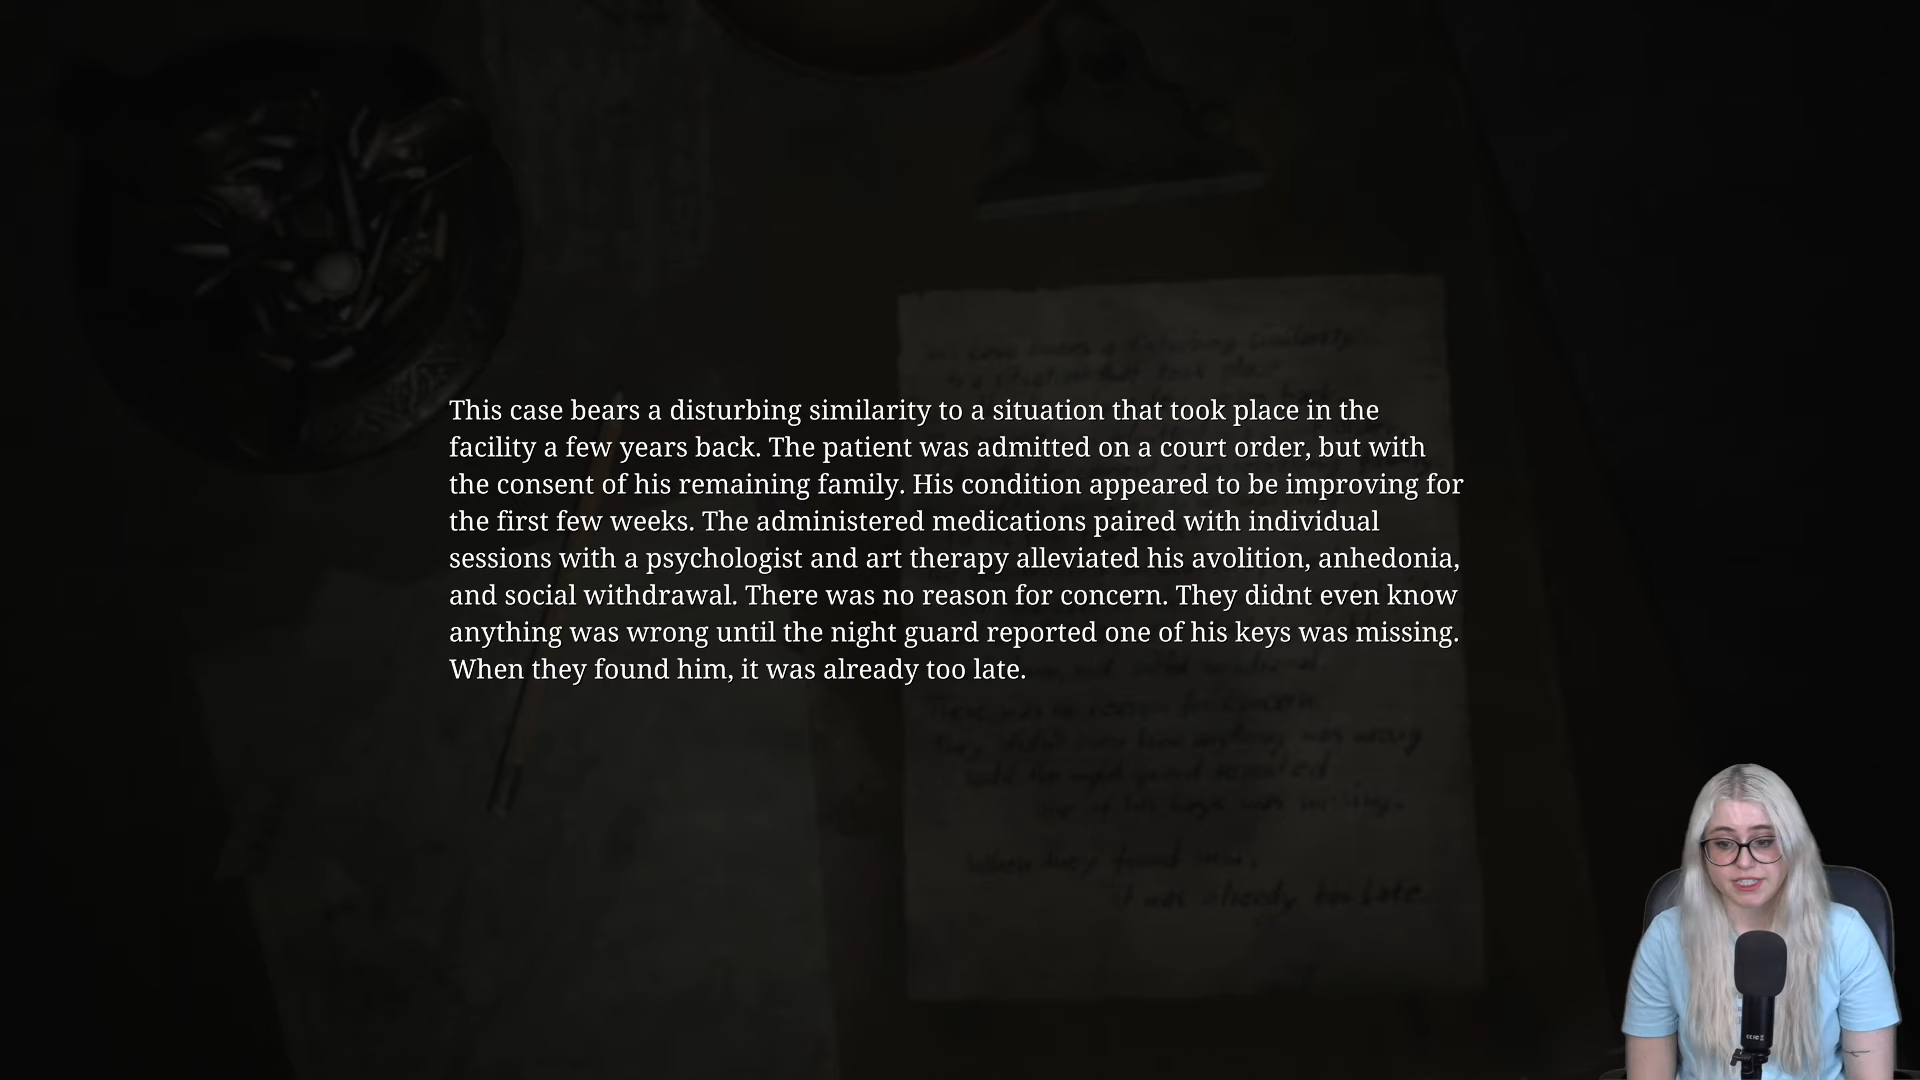 This case bears a disturbing similarity to a situation that took place in the
facility a few years back. The patient was admitted on a court order, but with
the consent of his remaining family. His condition appeared to be improving for
the first few weeks. The administered medications paired with individual
sessions with a psychologist and art therapy alleviated his avolition, anhedonia,
and social withdrawal. There was no reason for concern. They didnt even know
anything was wrong until the night guard reported one of his keys was missing.
When they found him, it was already too late.